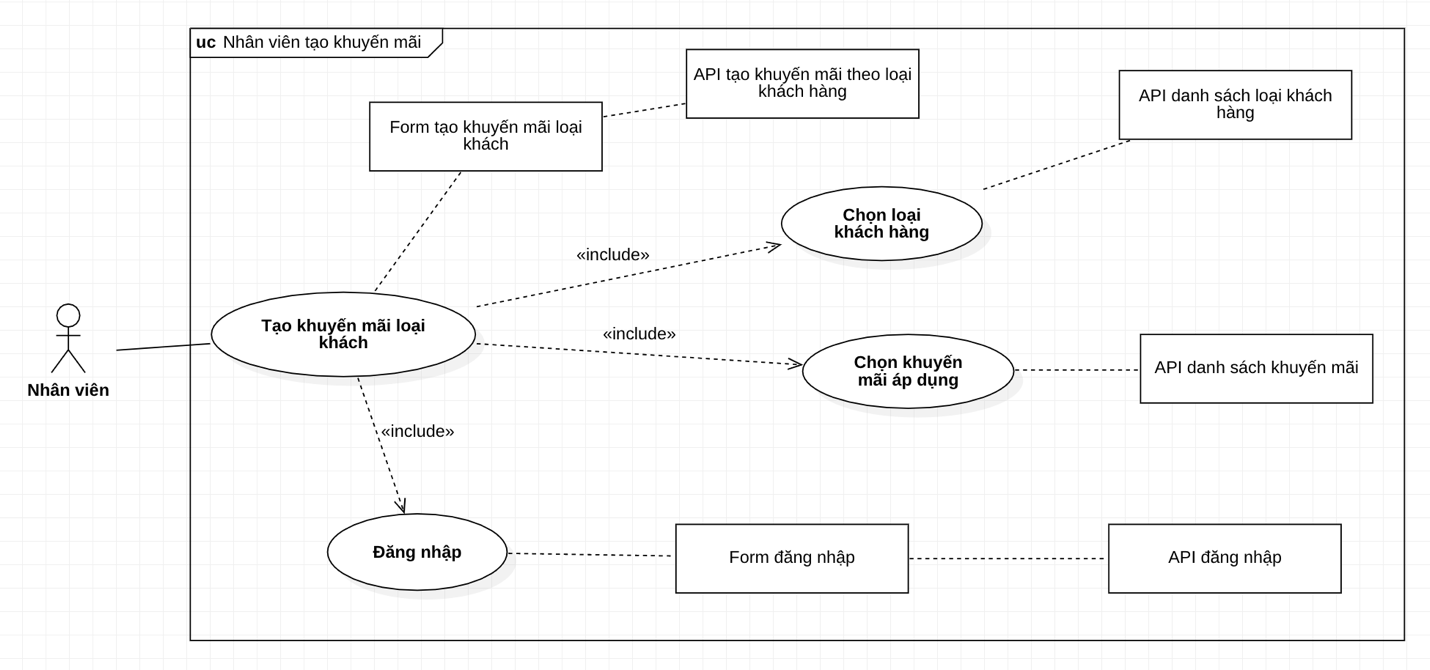 uc Nhân viên tạo khuyến mãi
API tạo khuyến mãi theo loại
khách hàng
API danh sách loại khách
hàng
Form tạo khuyến mãi loại
khách
Chọn loại
khách hàng
«include»
Tạo khuyến mãi loại
khách
«include»
Chọn khuyến
mãi áp dụng
API danh sách khuyến mãi
Nhân viên
«include»
Đăng nhập
Form đăng nhập
API đăng nhập